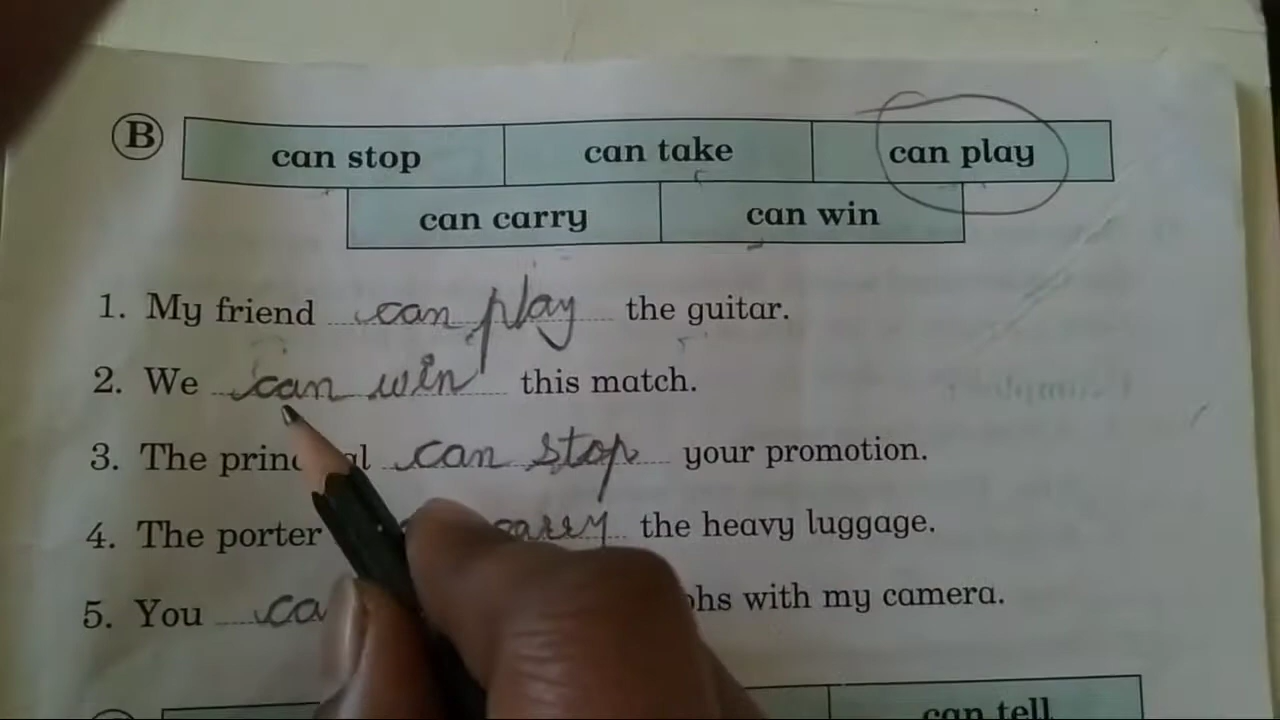 B
can stop can take can play
can carry can win
1. My friend can play the guitar.
2. We can win this match.
3. The can stop your promotion.
4. The porter carry the heavy luggage.
5. You with my camera.
can tell